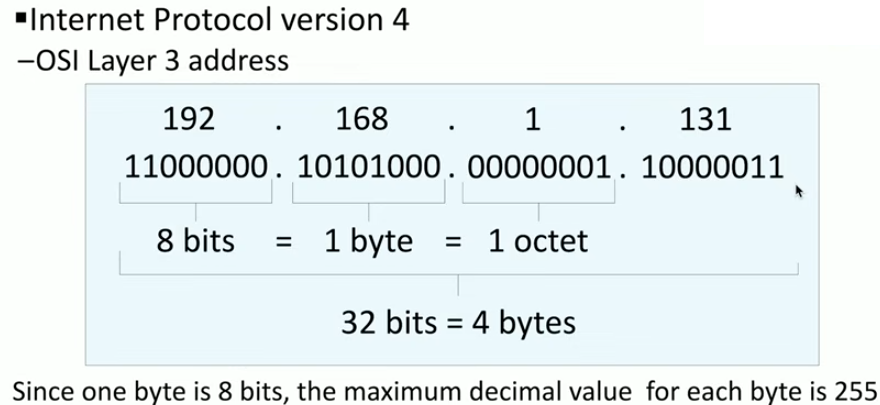 ▪Internet Protocol version 4
–OSI Layer 3 address
192 . 168 . 1 . 131
11000000 . 10101000 . 00000001 . 10000011
8 bits = 1 byte = 1 octet
32 bits = 4 bytes
Since one byte is 8 bits, the maximum decimal value for each byte is 255